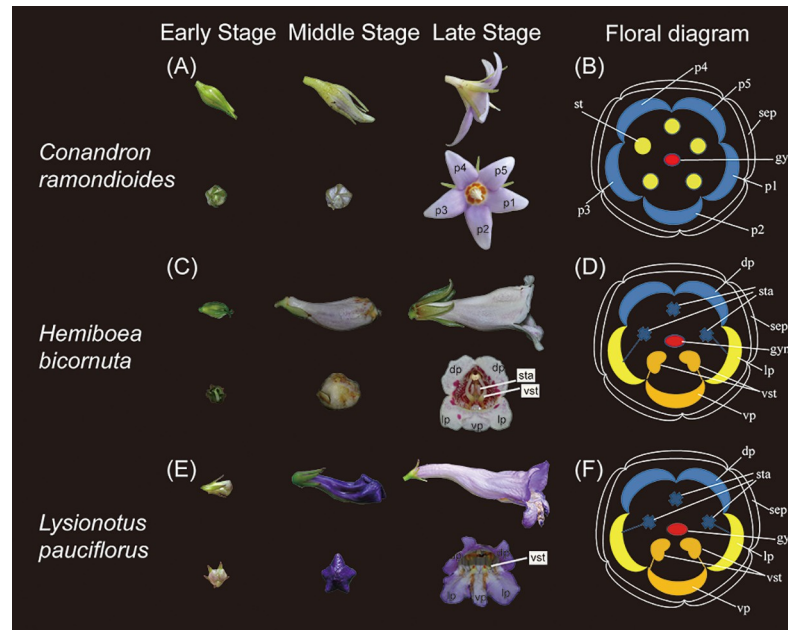 Early Stage Middle Stage Late Stage Floral diagram
(A) (B)
Conandron
ramondioides
p4 p5
p3 p1
p2
p4
p5
st
sep
gy
p1
p3
p2
(C) (D)
Hemiboea
bicornuta
dp dp
sta
vst
lp vp lp
dp
sta
sep
gyn
lp
vst
vp
(E) (F)
Lysionotus
pauciflorus
dp dp
vst
lp vp lp
dp
sta
sep
gy
lp
vst
vp